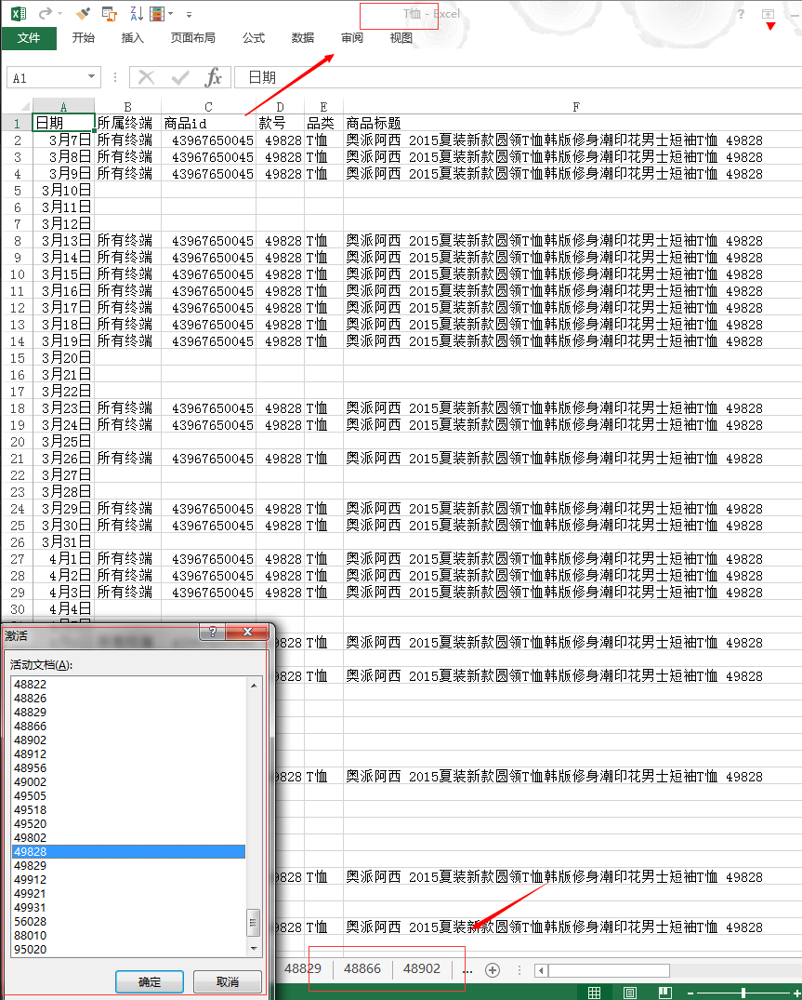 T恤 - Excel
文件 开始 插入 页面布局 公式 数据 审阅 视图
A1 fx 日期
A B C D E F
1 日期 所属终端 商品id 款号 品类 商品标题
2 3月7日 所有终端 43967650045 49828 T恤 奥派阿西 2015夏装新款圆领T恤韩版修身潮印花男士短袖T恤 49828
3 3月8日 所有终端 43967650045 49828 T恤 奥派阿西 2015夏装新款圆领T恤韩版修身潮印花男士短袖T恤 49828
4 3月9日 所有终端 43967650045 49828 T恤 奥派阿西 2015夏装新款圆领T恤韩版修身潮印花男士短袖T恤 49828
5 3月10日
6 3月11日
7 3月12日
8 3月13日 所有终端 43967650045 49828 T恤 奥派阿西 2015夏装新款圆领T恤韩版修身潮印花男士短袖T恤 49828
9 3月14日 所有终端 43967650045 49828 T恤 奥派阿西 2015夏装新款圆领T恤韩版修身潮印花男士短袖T恤 49828
10 3月15日 所有终端 43967650045 49828 T恤 奥派阿西 2015夏装新款圆领T恤韩版修身潮印花男士短袖T恤 49828
11 3月16日 所有终端 43967650045 49828 T恤 奥派阿西 2015夏装新款圆领T恤韩版修身潮印花男士短袖T恤 49828
12 3月17日 所有终端 43967650045 49828 T恤 奥派阿西 2015夏装新款圆领T恤韩版修身潮印花男士短袖T恤 49828
13 3月18日 所有终端 43967650045 49828 T恤 奥派阿西 2015夏装新款圆领T恤韩版修身潮印花男士短袖T恤 49828
14 3月19日 所有终端 43967650045 49828 T恤 奥派阿西 2015夏装新款圆领T恤韩版修身潮印花男士短袖T恤 49828
15 3月20日
16 3月21日
17 3月22日
18 3月23日 所有终端 43967650045 49828 T恤 奥派阿西 2015夏装新款圆领T恤韩版修身潮印花男士短袖T恤 49828
19 3月24日 所有终端 43967650045 49828 T恤 奥派阿西 2015夏装新款圆领T恤韩版修身潮印花男士短袖T恤 49828
20 3月25日
21 3月26日 所有终端 43967650045 49828 T恤 奥派阿西 2015夏装新款圆领T恤韩版修身潮印花男士短袖T恤 49828
22 3月27日
23 3月28日
24 3月29日 所有终端 43967650045 49828 T恤 奥派阿西 2015夏装新款圆领T恤韩版修身潮印花男士短袖T恤 49828
25 3月30日 所有终端 43967650045 49828 T恤 奥派阿西 2015夏装新款圆领T恤韩版修身潮印花男士短袖T恤 49828
26 3月31日
27 4月1日 所有终端 43967650045 49828 T恤 奥派阿西 2015夏装新款圆领T恤韩版修身潮印花男士短袖T恤 49828
28 4月2日 所有终端 43967650045 49828 T恤 奥派阿西 2015夏装新款圆领T恤韩版修身潮印花男士短袖T恤 49828
29 4月3日 所有终端 43967650045 49828 T恤 奥派阿西 2015夏装新款圆领T恤韩版修身潮印花男士短袖T恤 49828
30 4月4日
9828 T恤 奥派阿西 2015夏装新款圆领T恤韩版修身潮印花男士短袖T恤 49828
9828 T恤 奥派阿西 2015夏装新款圆领T恤韩版修身潮印花男士短袖T恤 49828
9828 T恤 奥派阿西 2015夏装新款圆领T恤韩版修身潮印花男士短袖T恤 49828
9828 T恤 奥派阿西 2015夏装新款圆领T恤韩版修身潮印花男士短袖T恤 49828
9828 T恤 奥派阿西 2015夏装新款圆领T恤韩版修身潮印花男士短袖T恤 49828
激活
活动文档(A):
48822
48826
48829
48866
48902
48912
48956
49002
49505
49518
49520
49802
49828
49829
49912
49921
49931
56028
88010
95020
确定 取消
48829 48866 48902 ...